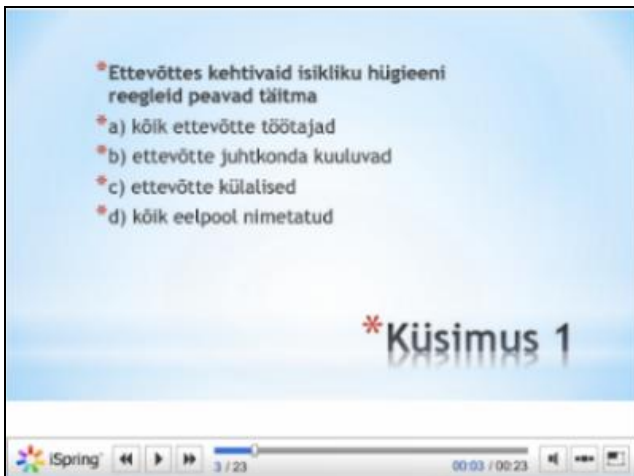 *Ettevõttes kehtivaid isikliku hügieeni
reegleid peavad täitma
*a) kõik ettevõtte töötajad
*b) ettevõtte juhtkonda kuuluvad
*c) ettevõtte külalised
*d) kõik eelpool nimetatud
*Küsimus 1
iSpring
3 / 23
00:03 / 00:23